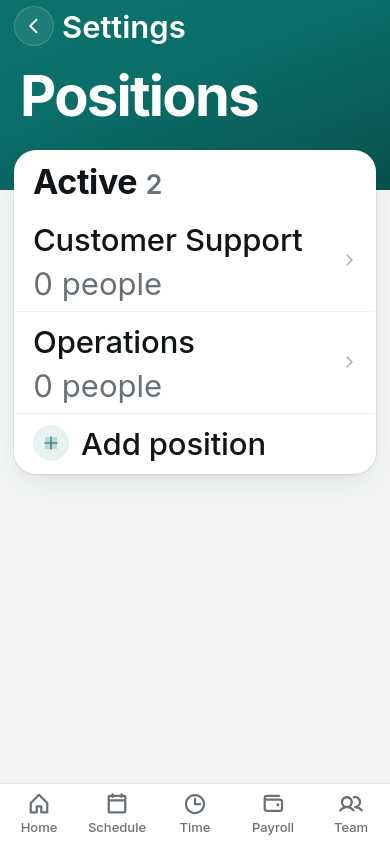 Settings
Positions
Active 2
Customer Support
0 people
Operations
0 people
Add position
Home Schedule Time Payroll Team